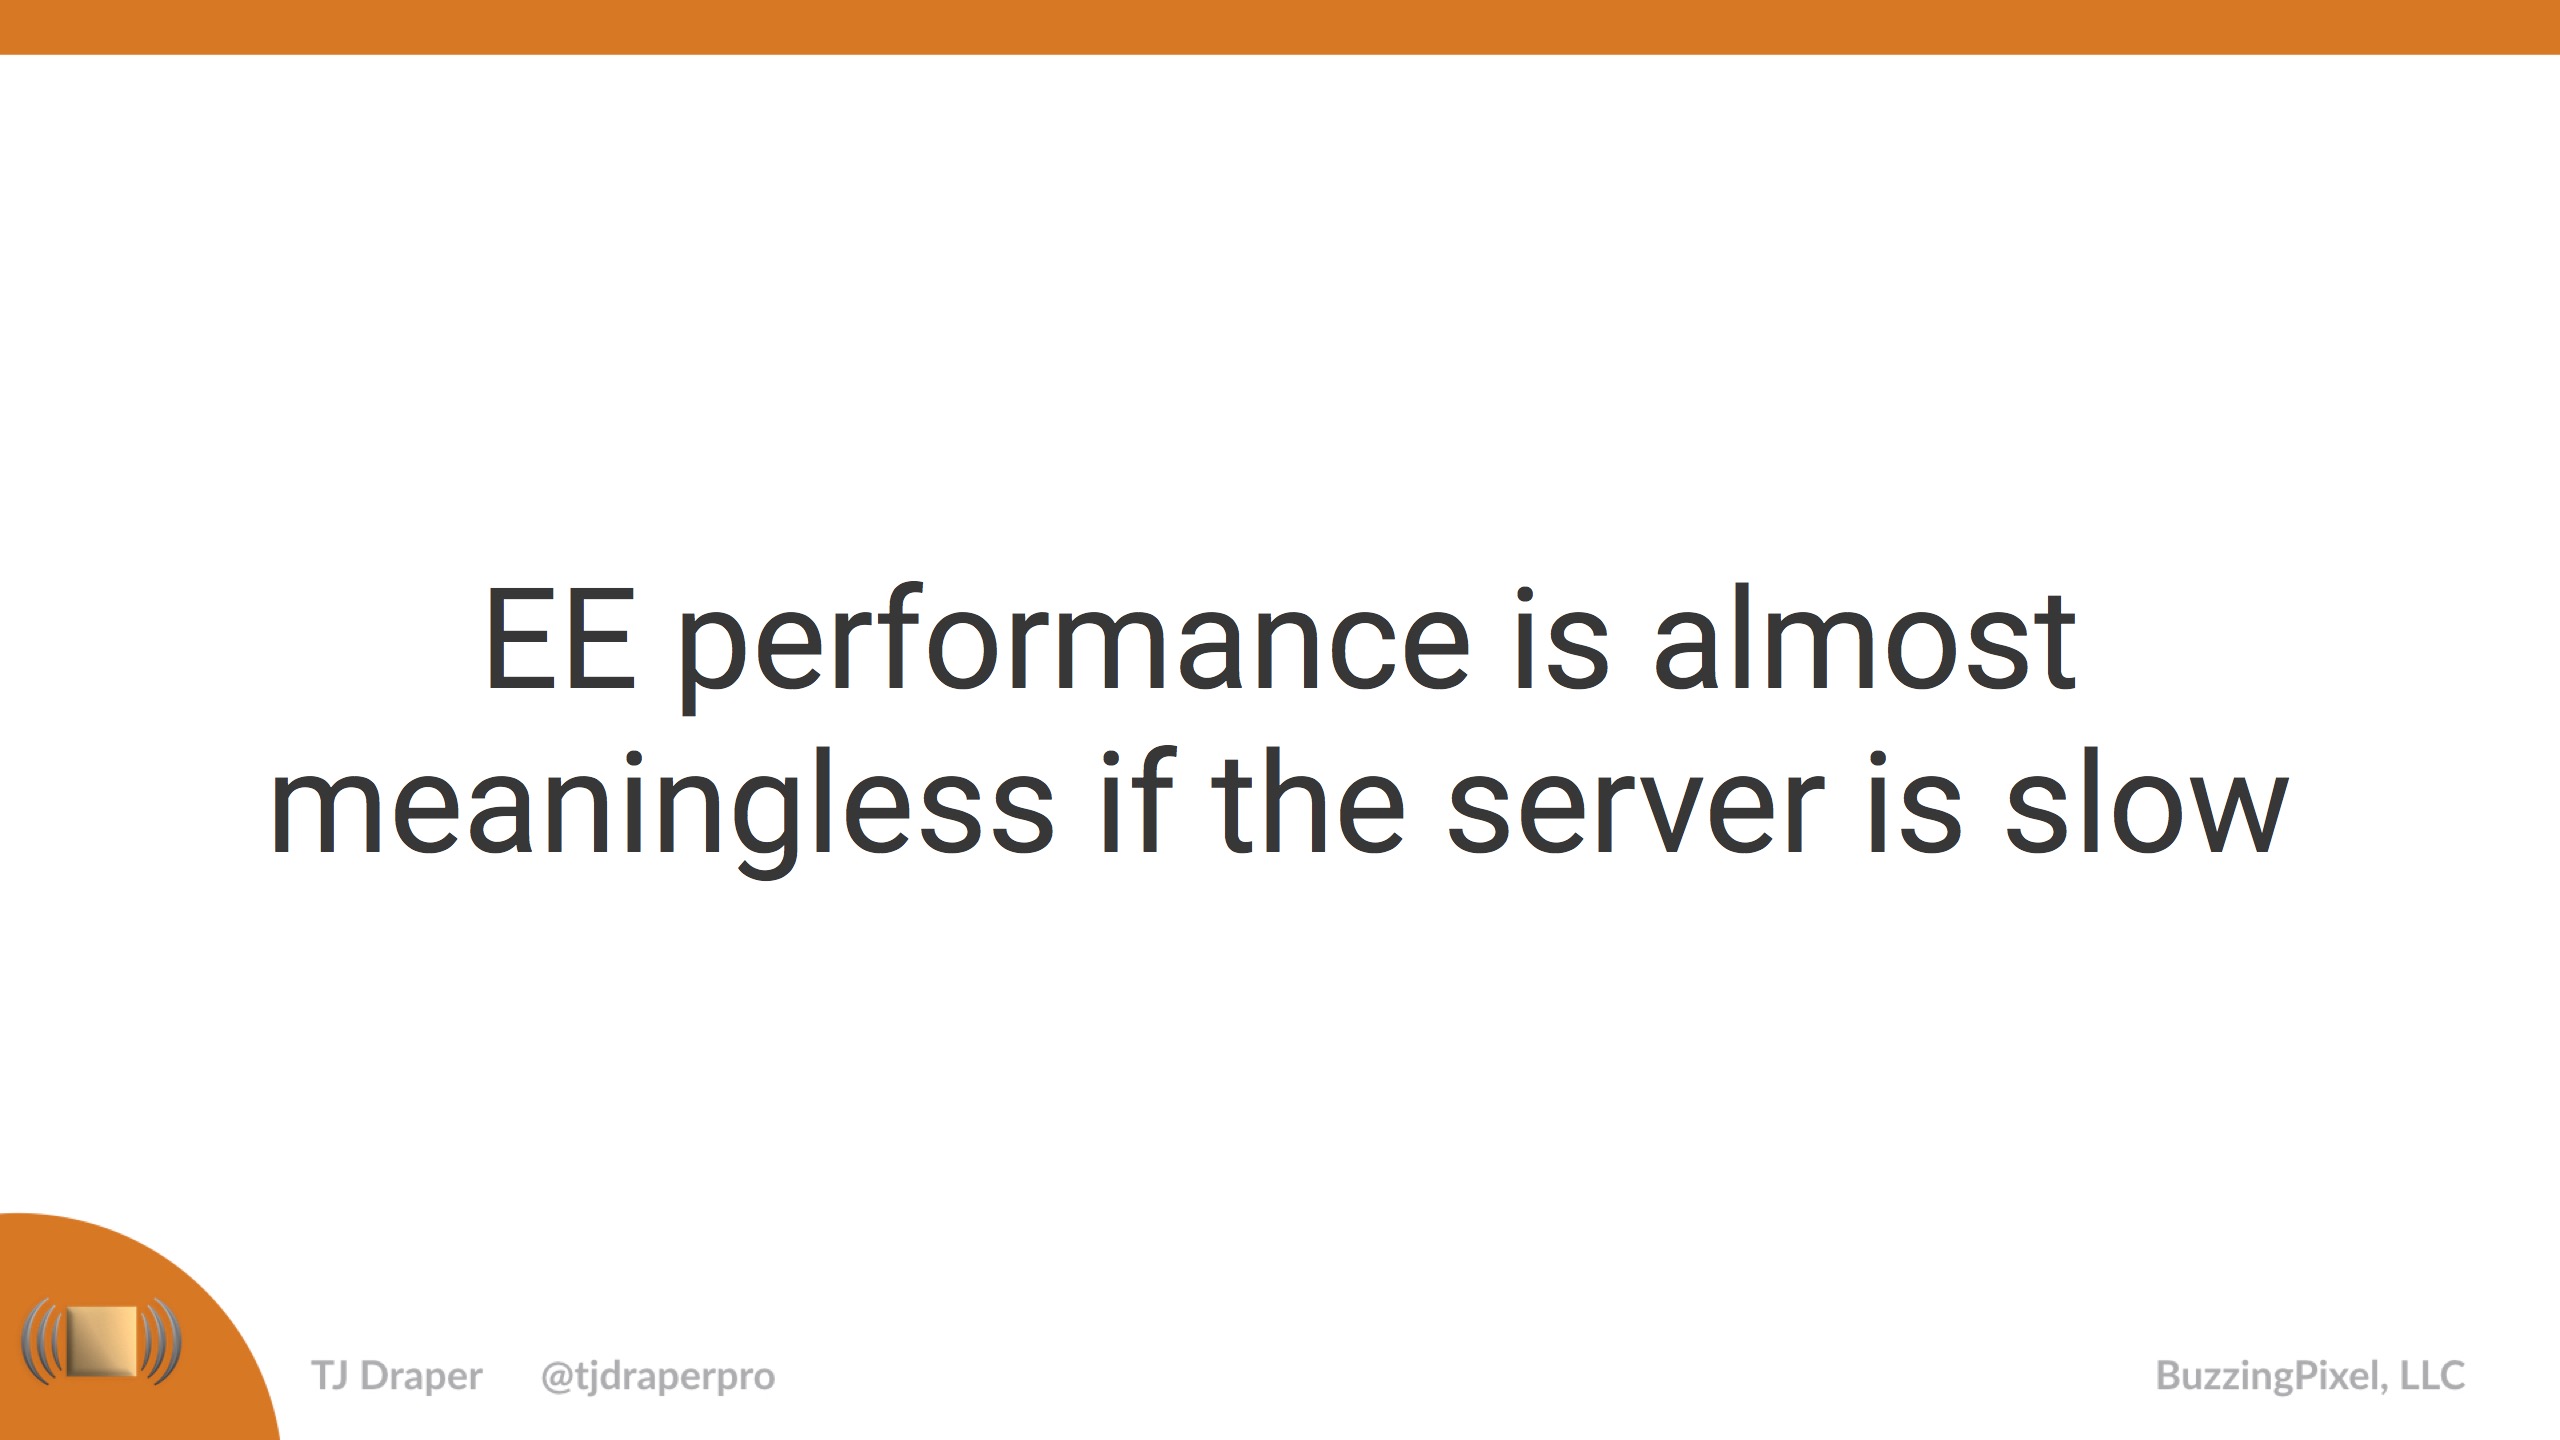 EE performance is almost
meaningless if the server is slow
TJ Draper @tjdraperpro
BuzzingPixel, LLC